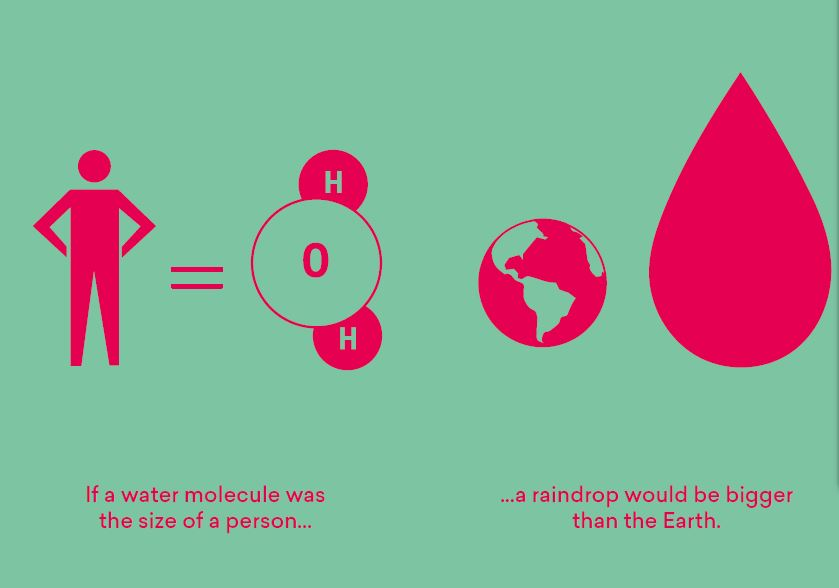 H
O
H
If a water molecule was
the size of a person...
...a raindrop would be bigger
than the Earth.